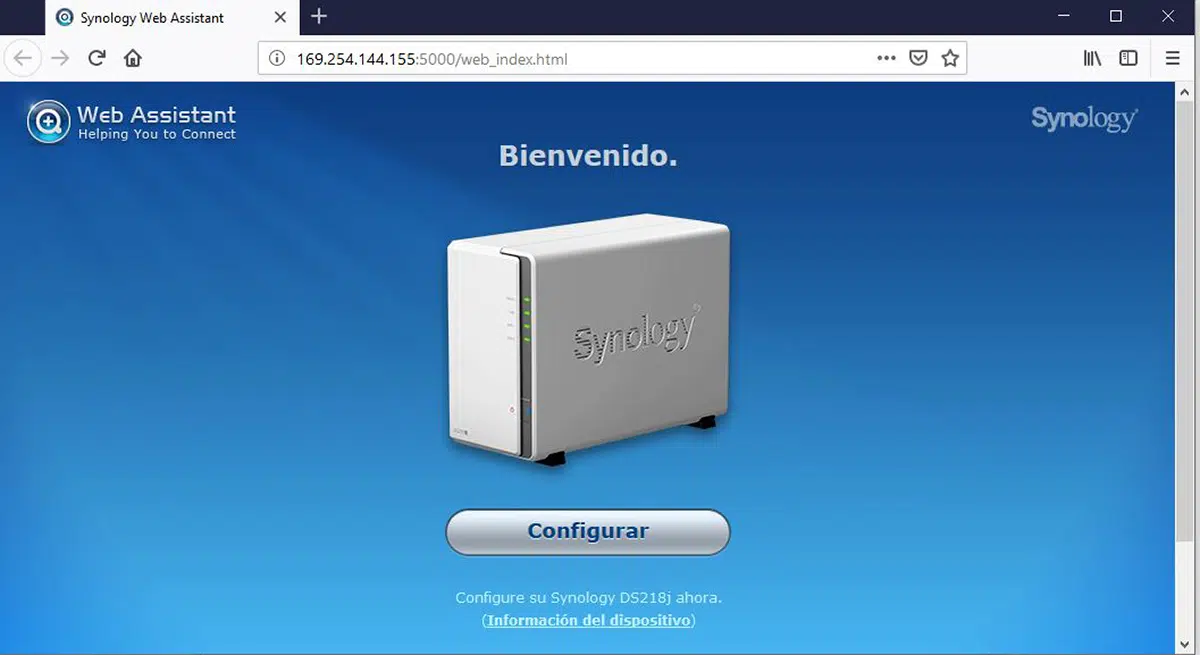 Synology Web Assistant
169.254.144.155:5000/web_index.html
Web Assistant
Helping You to Connect
Synology
Bienvenido.
Synology
Configurar
Configure su Synology DS218j ahora.
(Información del dispositivo)